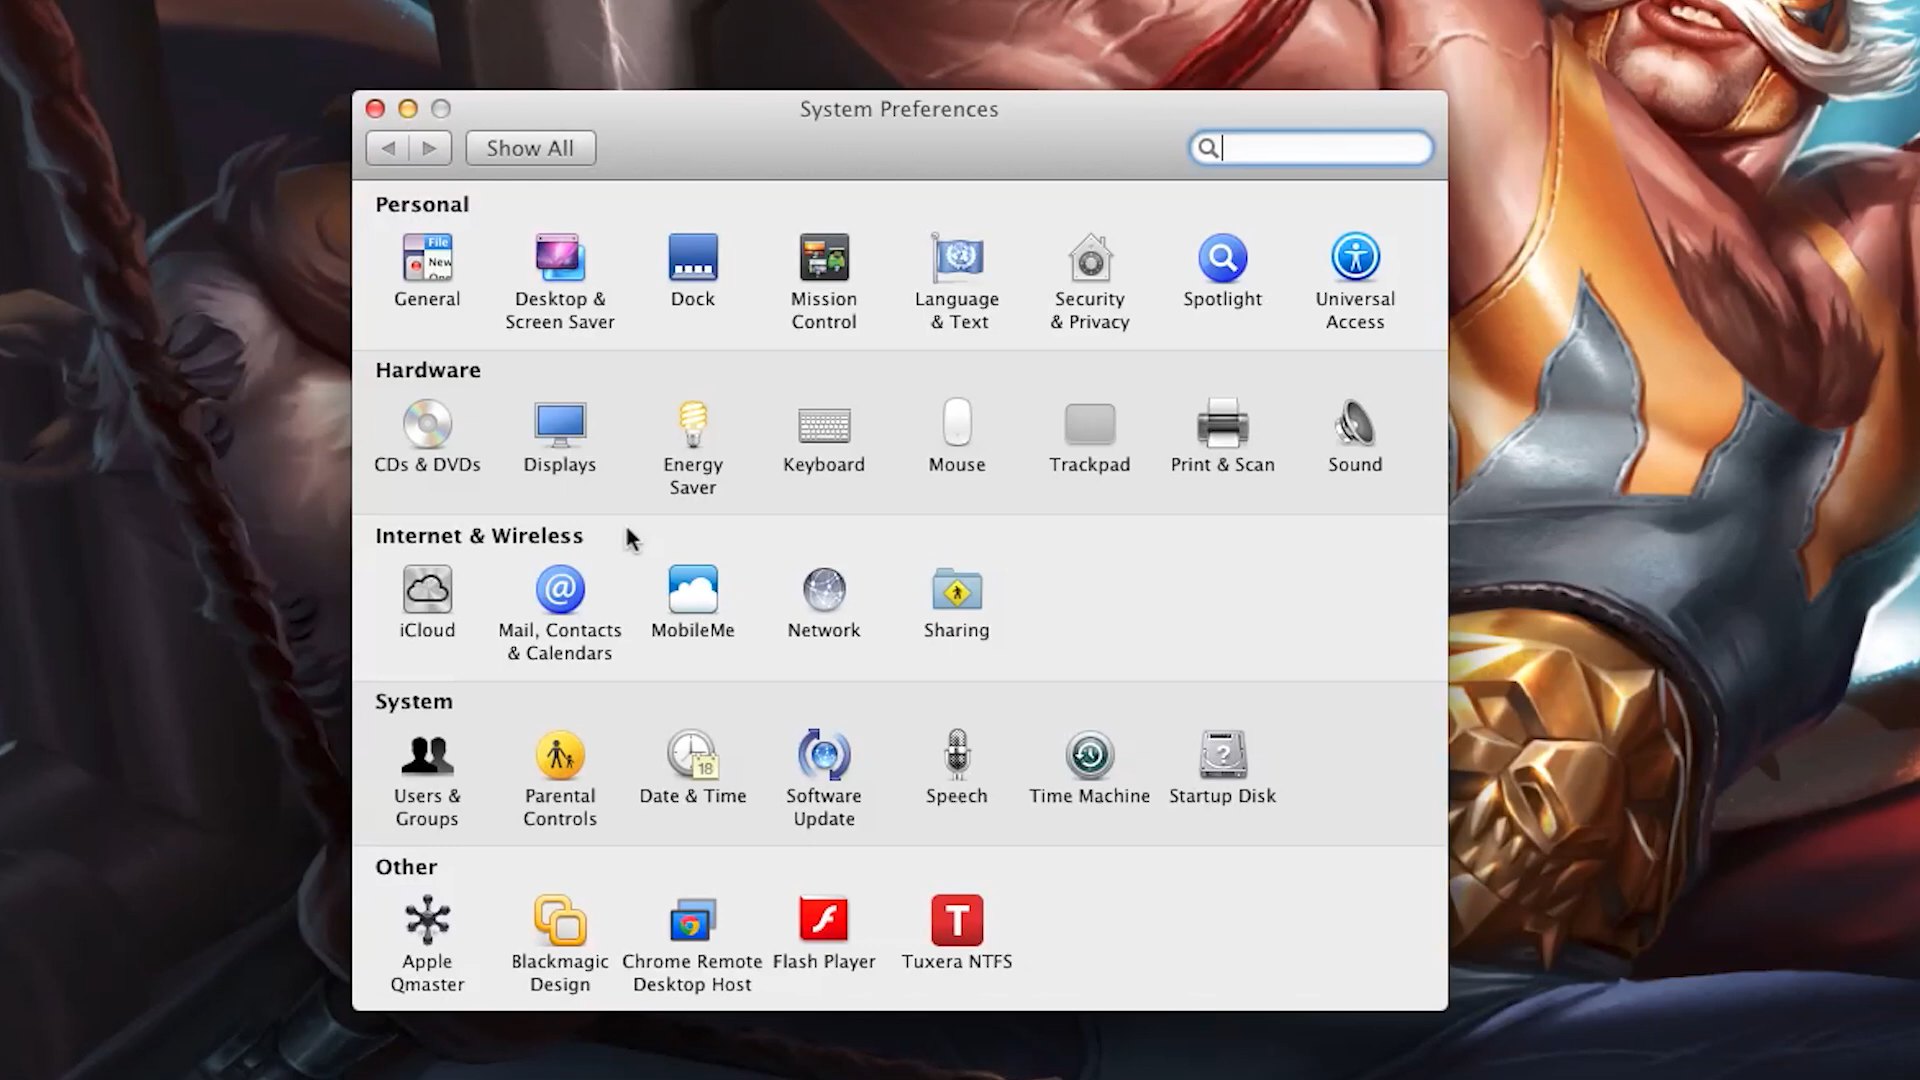 System Preferences
Show All
Personal
File
New
General
Desktop &
Screen Saver
Dock
Mission
Control
Language
& Text
Security
& Privacy
Spotlight
Universal
Access
Hardware
CDs & DVDs
Displays
Energy
Saver
Keyboard
Mouse
Trackpad
Print & Scan
Sound
Internet & Wireless
@
iCloud
Mail, Contacts
& Calendars
MobileMe
Network
Sharing
System
18
?
Users &
Groups
Parental
Controls
Date & Time
Software
Update
Speech
Time Machine
Startup Disk
Other
T
Apple
Qmaster
Blackmagic
Design
Chrome Remote
Desktop Host
Flash Player
Tuxera NTFS